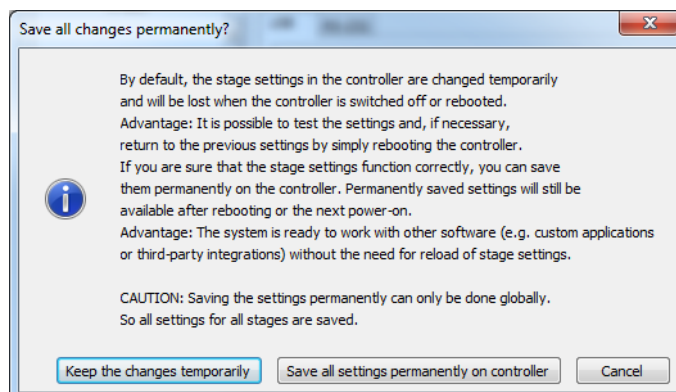 Save all changes permanently?
By default, the stage settings in the controller are changed temporarily
and will be lost when the controller is switched off or rebooted.
Advantage: It is possible to test the settings and, if necessary,
return to the previous settings by simply rebooting the controller.
If you are sure that the stage settings function correctly, you can save
them permanently on the controller. Permanently saved settings will still be
available after rebooting or the next power-on.
Advantage: The system is ready to work with other software (e.g. custom applications
or third-party integrations) without the need for reload of stage settings.
CAUTION: Saving the settings permanently can only be done globally.
So all settings for all stages are saved.
Keep the changes temporarily Save all settings permanently on controller Cancel